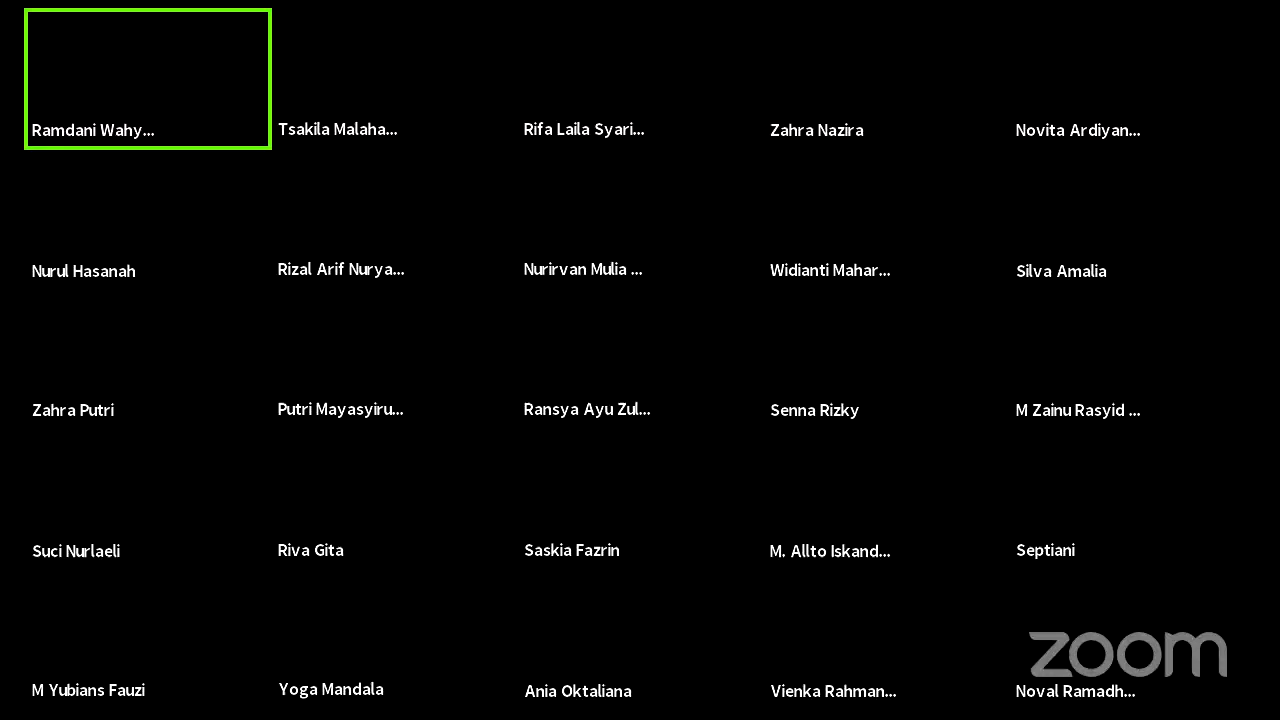 Ramdani Wahy...
Tsakila Malaha...
Rifa Laila Syari...
Zahra Nazira
Novita Ardiyan...
Nurul Hasanah
Rizal Arif Nurya...
Nurirvan Mulia ...
Widianti Mahar...
Silva Amalia
Zahra Putri
Putri Mayasyiru...
Ransya Ayu Zul...
Senna Rizky
M Zainu Rasyid ...
Suci Nurlaeli
Riva Gita
Saskia Fazrin
M. Allto Iskand...
Septiani
zoom
M Yubians Fauzi
Yoga Mandala
Ania Oktaliana
Vienka Rahman...
Noval Ramadh...